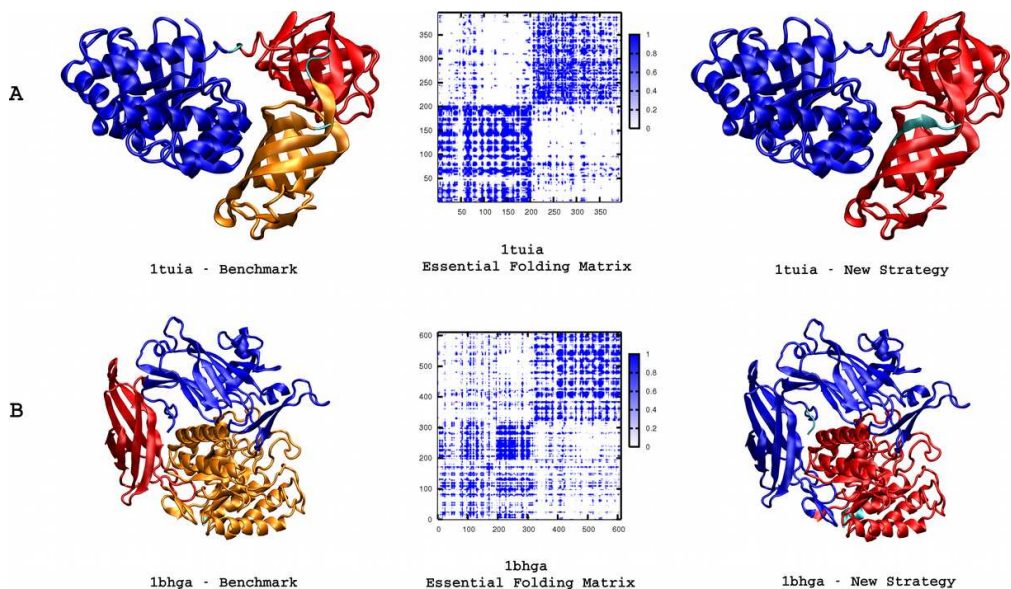 A
350
300
250
200
150
100
50
50 100 150 200 250 300 350
1
0.8
0.6
0.4
0.2
0
1tuia - Benchmark
1tuia
Essential Folding Matrix
1tuia - New Strategy
B
600
500
400
300
200
100
0
0 100 200 300 400 500 600
1
0.8
0.6
0.4
0.2
0
1bhga - Benchmark
1bhga
Essential Folding Matrix
1bhga - New Strategy